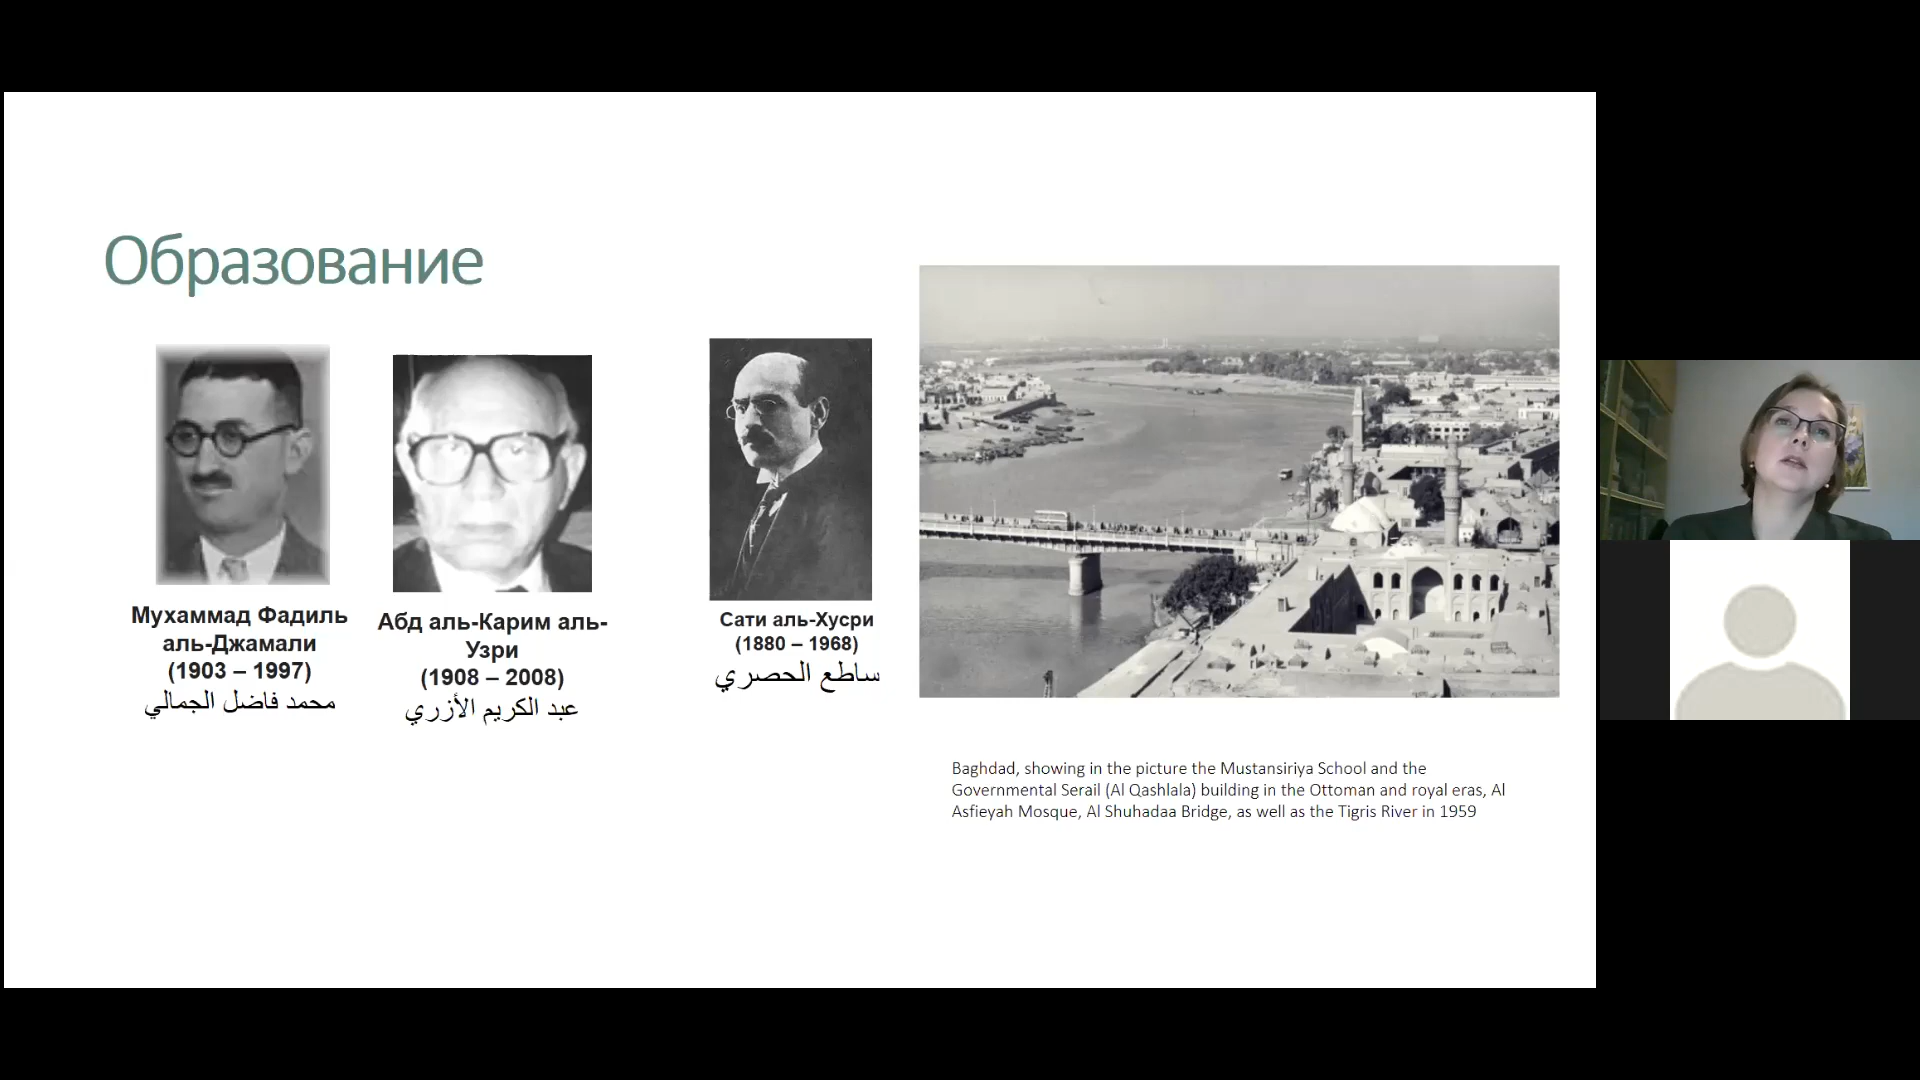 Образование
Мухаммад Фадиль
аль-Джамали
(1903 – 1997)
محمد فاضل الجمالي
Абд аль-Карим аль-
Узри
(1908 – 2008)
عبد الكريم الأزري
Сати аль-Хусри
(1880 – 1968)
ساطع الحصري
Baghdad, showing in the picture the Mustansiriya School and the
Governmental Serail (Al Qashlala) building in the Ottoman and royal eras, Al
Asfieyah Mosque, Al Shuhadaa Bridge, as well as the Tigris River in 1959